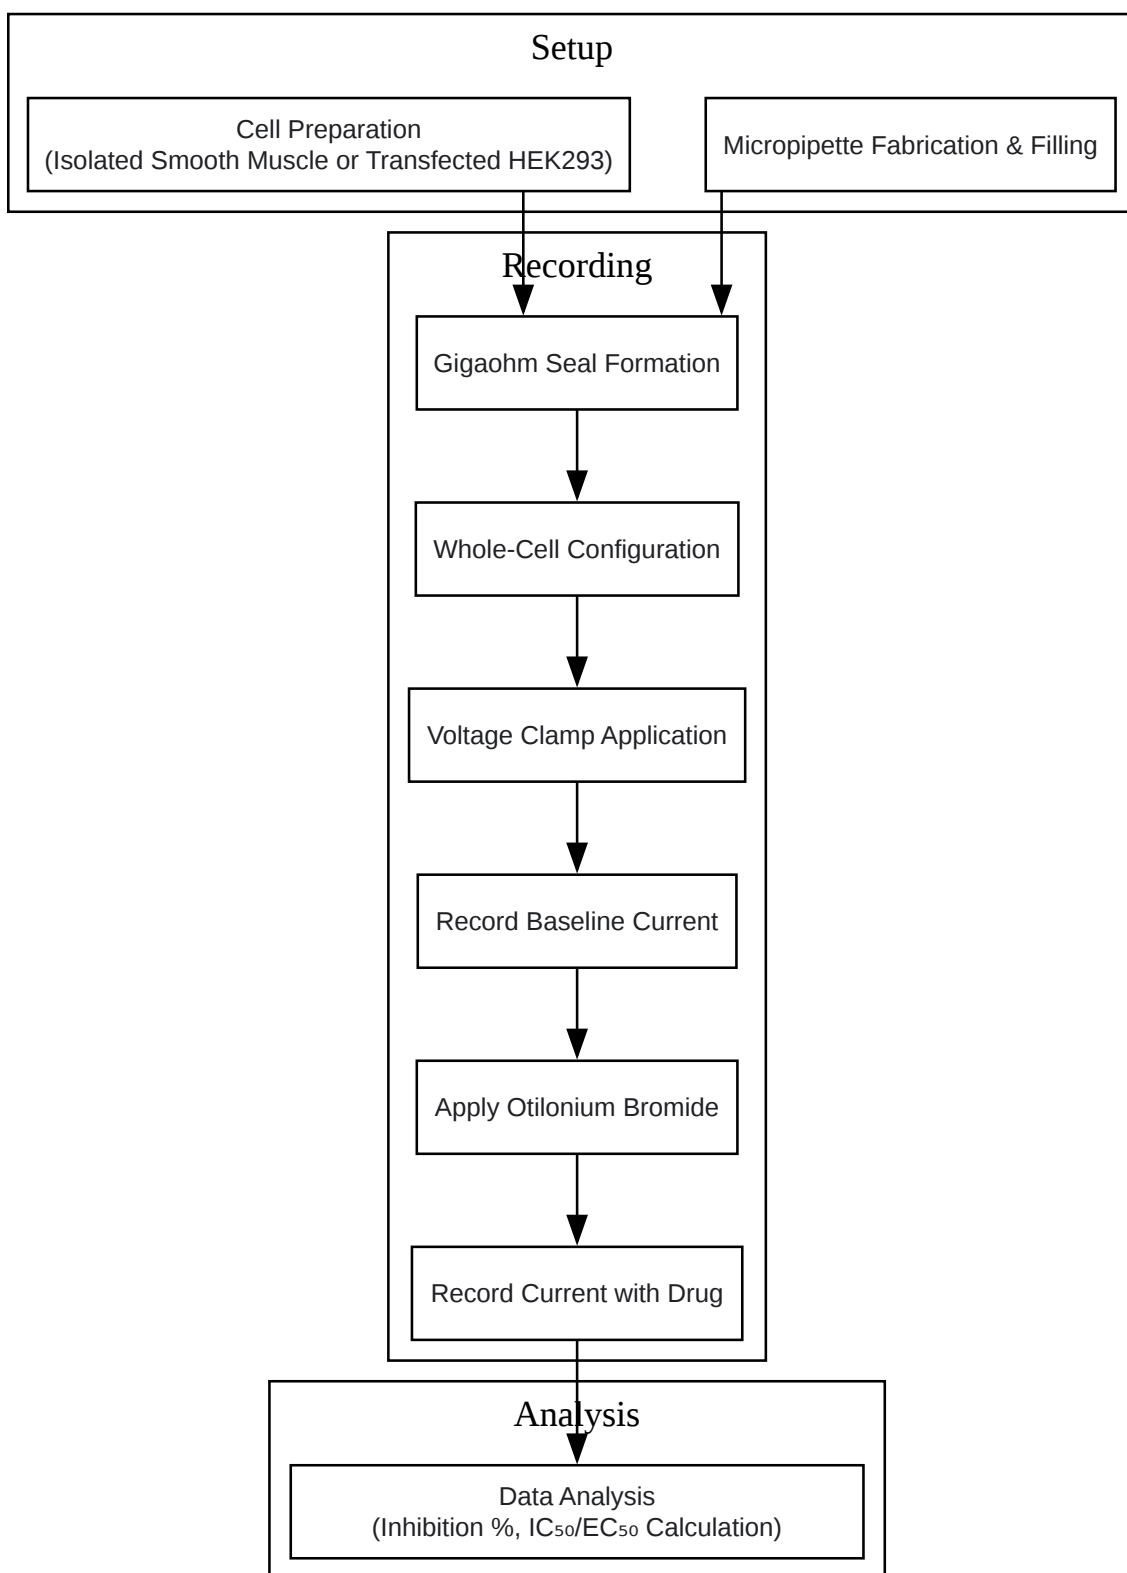 Setup
Cell Preparation
(Isolated Smooth Muscle or Transfected HEK293)
Micropipette Fabrication & Filling
Recording
Gigaohm Seal Formation
Whole-Cell Configuration
Voltage Clamp Application
Record Baseline Current
Apply Otilonium Bromide
Record Current with Drug
Analysis
Data Analysis
(Inhibition %, IC₅₀/EC₅₀ Calculation)